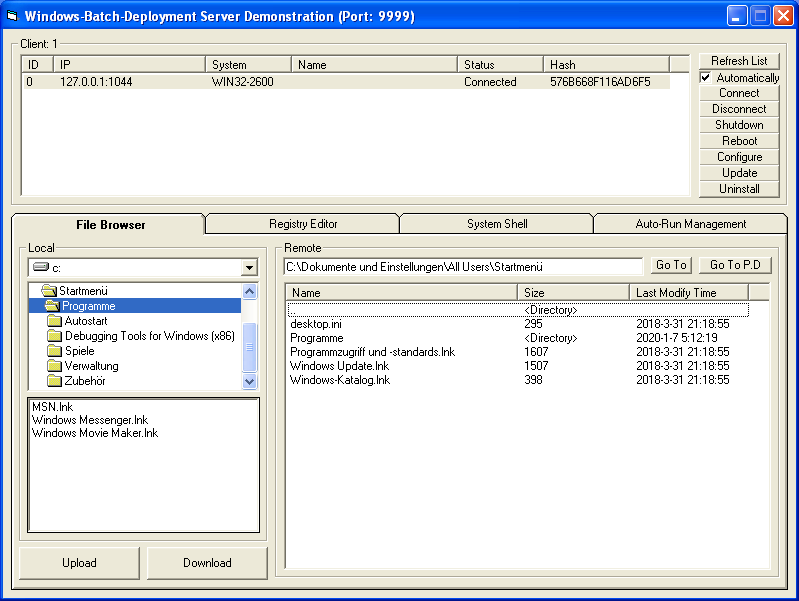 Windows-Batch-Deployment Server Demonstration (Port: 9999)
Client: 1
ID IP System Name Status Hash
0 127.0.0.1:1044 WIN32-2600 Connected 576B668F116AD6F5
Refresh List
Automatically
Connect
Disconnect
Shutdown
Reboot
Configure
Update
Uninstall
File Browser Registry Editor System Shell Auto-Run Management
Local
c:
Startmenü
Programme
Autostart
Debugging Tools for Windows (x86)
Spiele
Verwaltung
Zubehör
MSN.lnk
Windows Messenger.lnk
Windows Movie Maker.lnk
Upload Download
Remote
C:\Dokumente und Einstellungen\All Users\Startmenü Go To Go To P.D
Name Size Last Modify Time
.. <Directory>
desktop.ini 295 2018-3-31 21:18:55
Programme <Directory> 2020-1-7 5:12:19
Programmzugriff und -standards.lnk 1607 2018-3-31 21:18:55
Windows Update.lnk 1507 2018-3-31 21:18:55
Windows-Katalog.lnk 398 2018-3-31 21:18:55